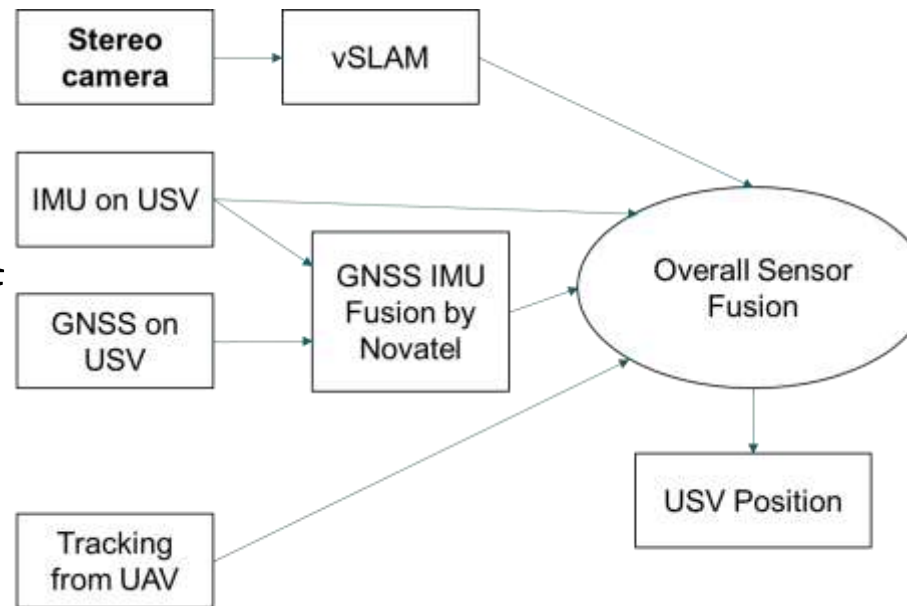 Stereo
camera
vSLAM
IMU on USV
GNSS IMU
Fusion by
Novatel
GNSS on
USV
Overall Sensor
Fusion
USV Position
Tracking
from UAV